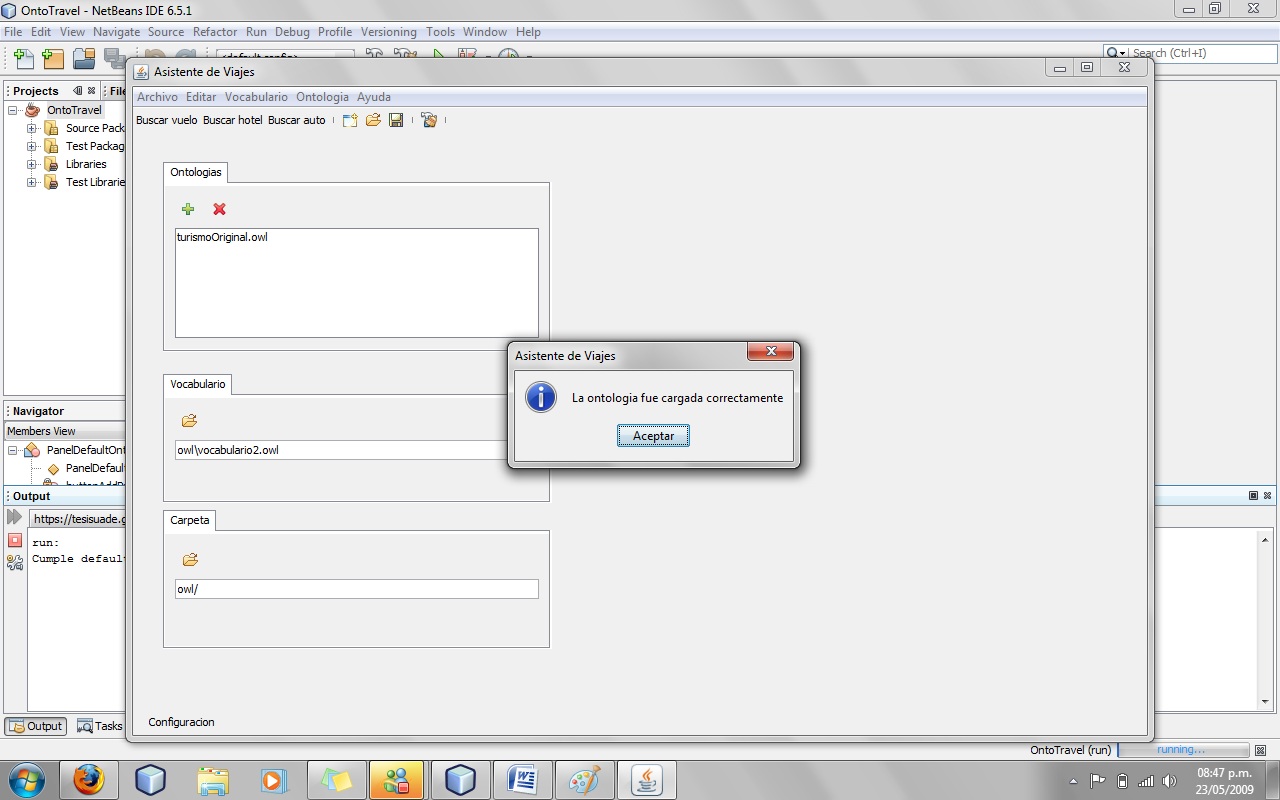 OntoTravel - NetBeans IDE 6.5.1
File Edit View Navigate Source Refactor Run Debug Profile Versioning Tools Window Help
Search (Ctrl+I)
Asistente de Viajes
Archivo Editar Vocabulario Ontologia Ayuda
Buscar vuelo Buscar hotel Buscar auto
Projects
OntoTravel
Source Pack
Test Packag
Libraries
Test Librarie
Ontologias
turismoOriginal.owl
Asistente de Viajes
La ontologia fue cargada correctamente
Aceptar
Vocabulario
owl\vocabulario2.owl
Carpeta
owl/
Configuracion
Navigator
Members View
PanelDefaultOnt
PanelDefau
Output
https://tesisuade.g
run:
Cumple default
Output
Tasks
OntoTravel (run)
running...
08:47 p.m.
23/05/2009